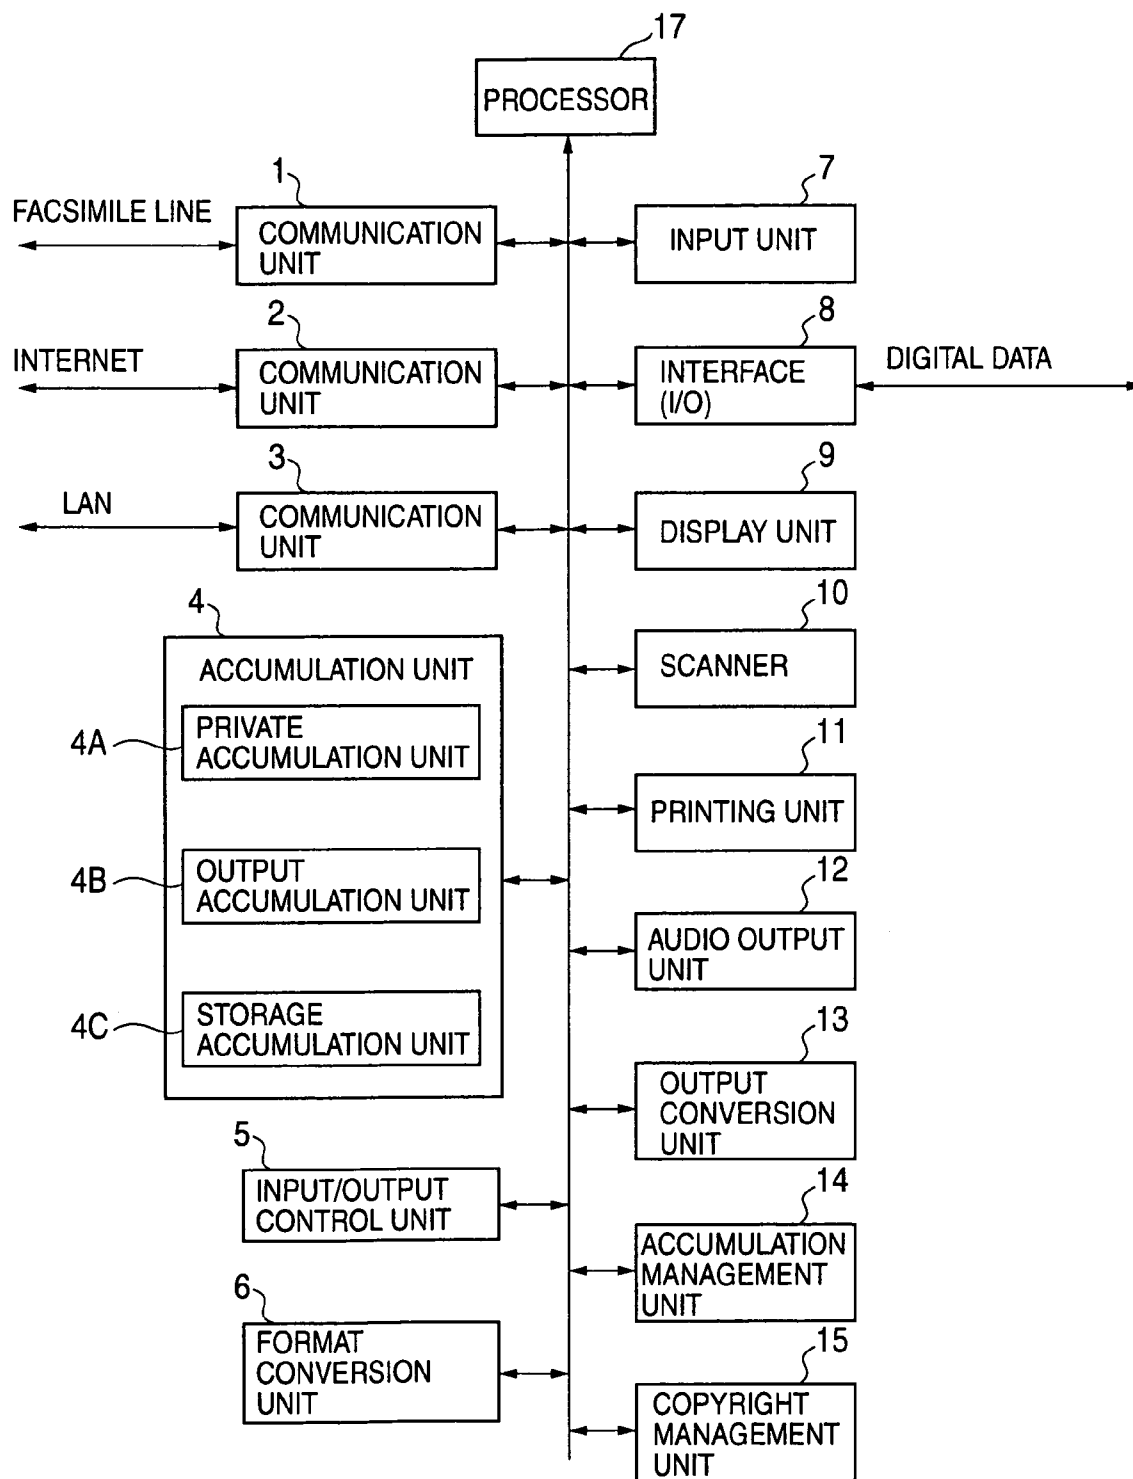 17
PROCESSOR
1
FACSIMILE LINE
COMMUNICATION
UNIT
7
INPUT UNIT
2
INTERNET
COMMUNICATION
UNIT
8
INTERFACE
(I/O)
DIGITAL DATA
3
LAN
COMMUNICATION
UNIT
9
DISPLAY UNIT
4
ACCUMULATION UNIT
4A
PRIVATE
ACCUMULATION UNIT
4B
OUTPUT
ACCUMULATION UNIT
4C
STORAGE
ACCUMULATION UNIT
10
SCANNER
11
PRINTING UNIT
12
AUDIO OUTPUT
UNIT
13
OUTPUT
CONVERSION
UNIT
5
INPUT/OUTPUT
CONTROL UNIT
14
ACCUMULATION
MANAGEMENT
UNIT
6
FORMAT
CONVERSION
UNIT
15
COPYRIGHT
MANAGEMENT
UNIT